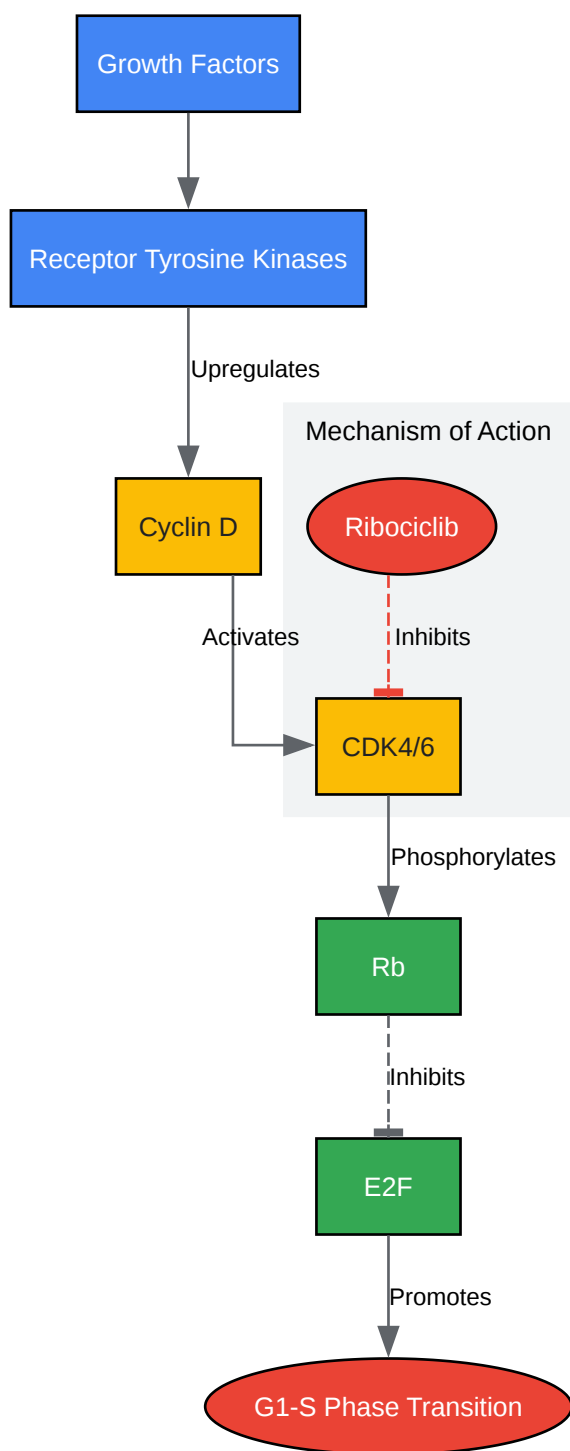 Growth Factors
Receptor Tyrosine Kinases
Upregulates
Mechanism of Action
Cyclin D
Ribociclib
Activates
Inhibits
CDK4/6
Phosphorylates
Rb
Inhibits
E2F
Promotes
G1-S Phase Transition